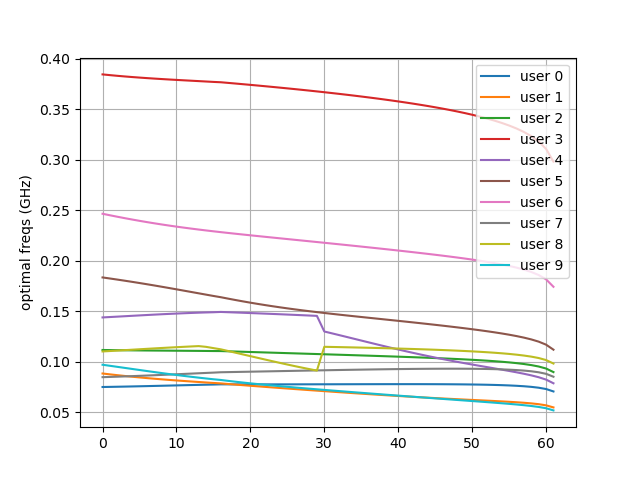 optimal freqs (GHz)
0.40
0.35
0.30
0.25
0.20
0.15
0.10
0.05
0 10 20 30 40 50 60
user 0
user 1
user 2
user 3
user 4
user 5
user 6
user 7
user 8
user 9